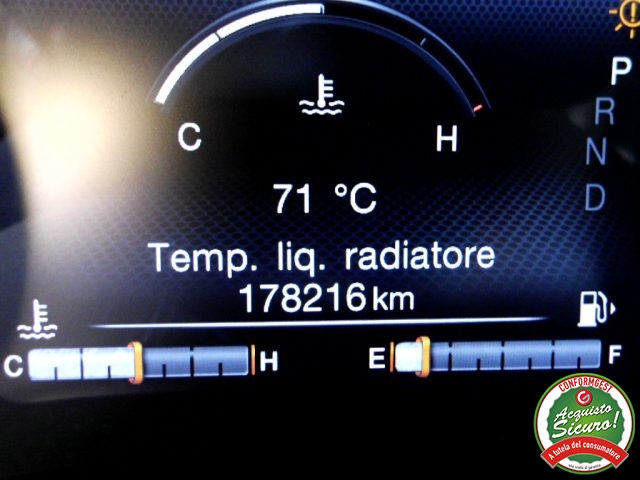 P
R
N
D
C
H
71 °C
Temp. liq. radiatore
178216 km
C
H
E
F
CONFORMGEST
Acquisto
Sicuro!
A tutela del consumatore